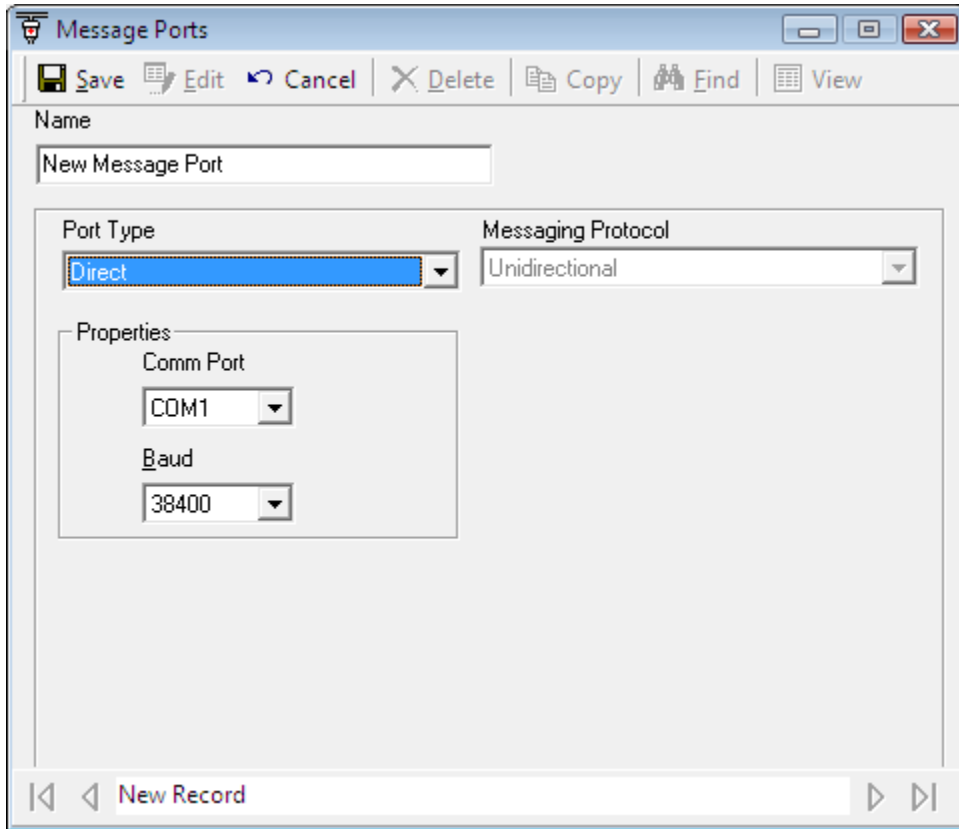 Message Ports
Save Edit Cancel Delete Copy Find View
Name
New Message Port
Port Type Messaging Protocol
Direct Unidirectional
Properties
Comm Port
COM1
Baud
38400
New Record